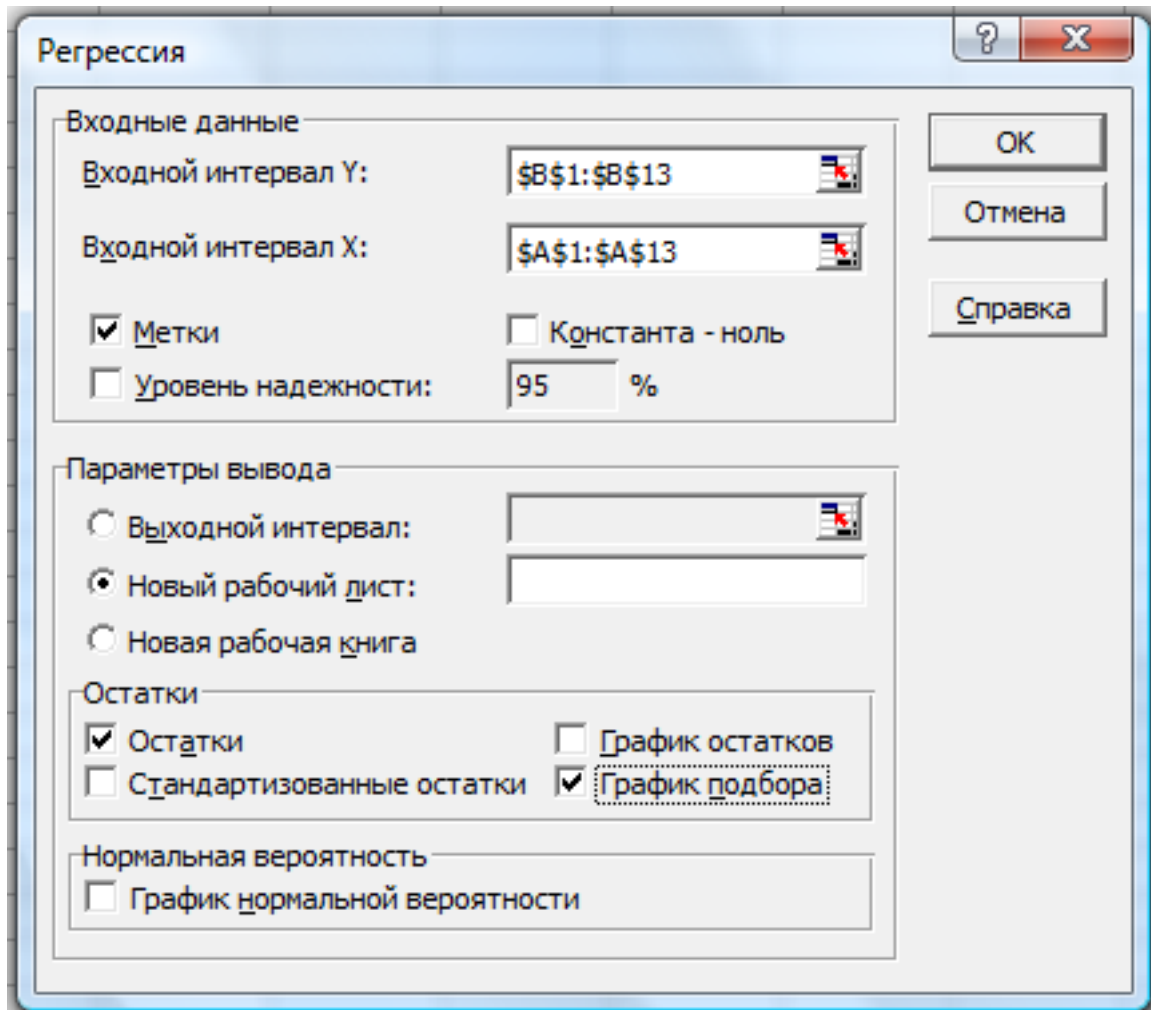 Регрессия
Входные данные
Входной интервал Y: $B$1:$B$13
Входной интервал X: $A$1:$A$13
Метки Константа - ноль
Уровень надежности: 95 %
OK
Отмена
Справка
Параметры вывода
Выходной интервал:
Новый рабочий лист:
Новая рабочая книга
Остатки
Остатки График остатков
Стандартизованные остатки График подбора
Нормальная вероятность
График нормальной вероятности